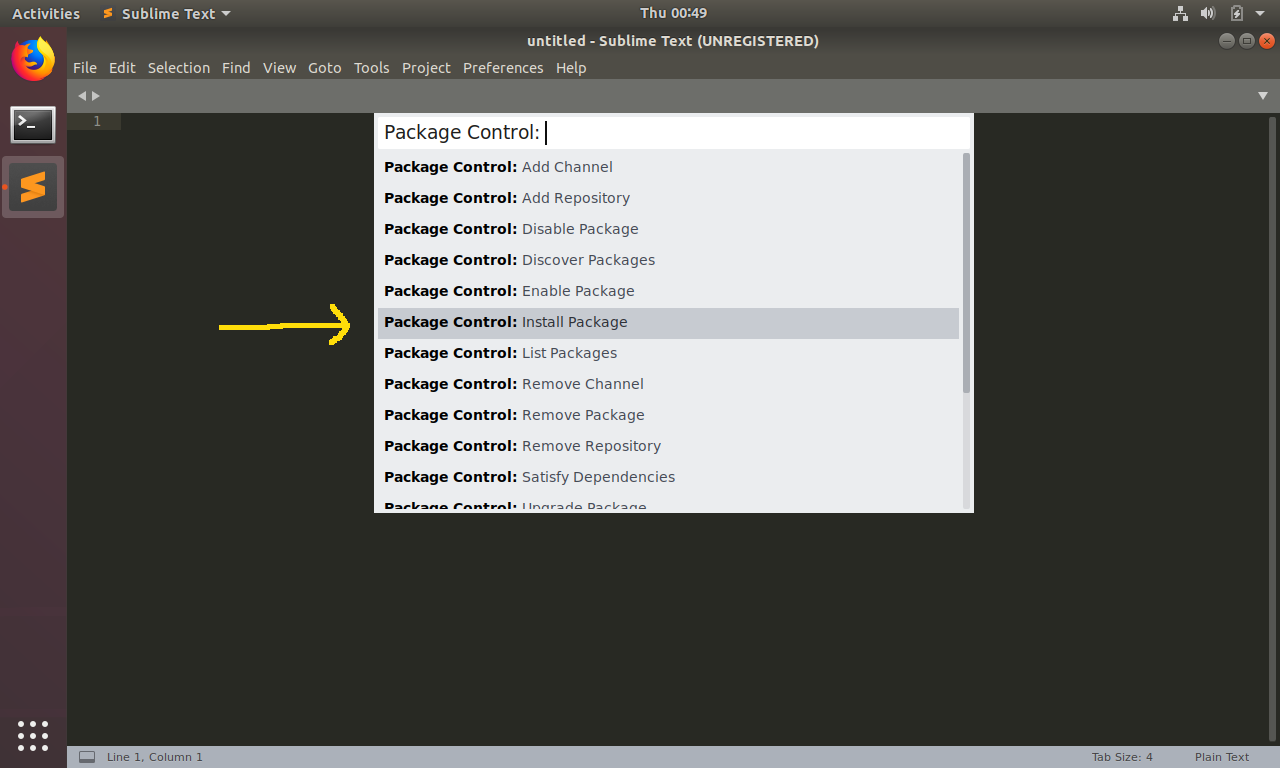 Activities Sublime Text Thu 00:49
untitled - Sublime Text (UNREGISTERED)
File Edit Selection Find View Goto Tools Project Preferences Help
1
Package Control:
Package Control: Add Channel
Package Control: Add Repository
Package Control: Disable Package
Package Control: Discover Packages
Package Control: Enable Package
Package Control: Install Package
Package Control: List Packages
Package Control: Remove Channel
Package Control: Remove Package
Package Control: Remove Repository
Package Control: Satisfy Dependencies
Package Control: Upgrade Package
Line 1, Column 1 Tab Size: 4 Plain Text